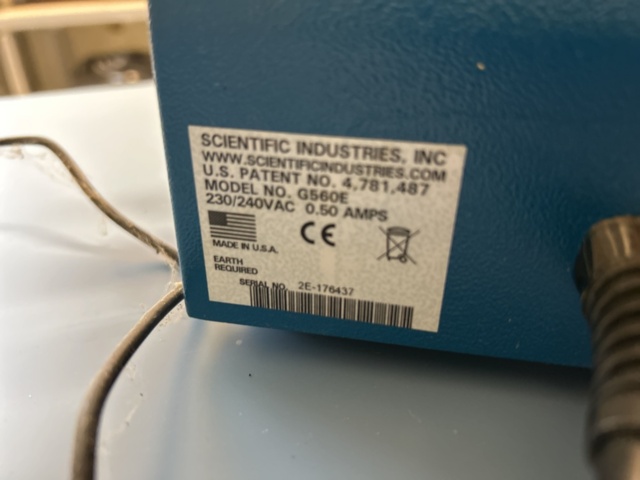 SCIENTIFIC INDUSTRIES, INC
WWW.SCIENTIFICINDUSTRIES.COM
U.S. PATENT NO. 4,781,487
MODEL NO. G560E
230/240VAC 0.50 AMPS
CE
MADE IN U.S.A.
EARTH
REQUIRED
SERIAL NO. 2E-176437